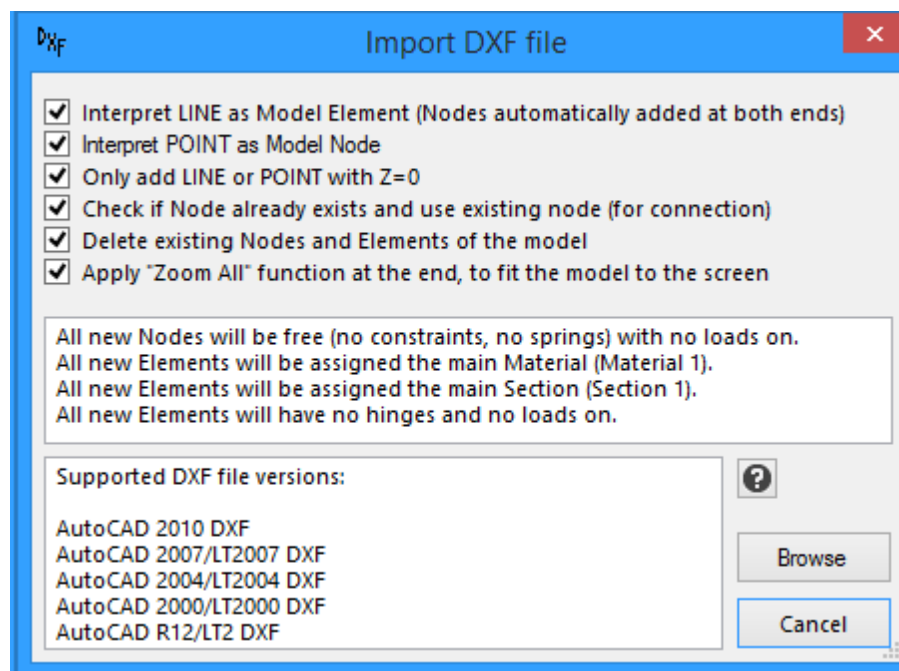 DXF
Import DXF file
Interpret LINE as Model Element (Nodes automatically added at both ends)
Interpret POINT as Model Node
Only add LINE or POINT with Z=0
Check if Node already exists and use existing node (for connection)
Delete existing Nodes and Elements of the model
Apply "Zoom All" function at the end, to fit the model to the screen
All new Nodes will be free (no constraints, no springs) with no loads on.
All new Elements will be assigned the main Material (Material 1).
All new Elements will be assigned the main Section (Section 1).
All new Elements will have no hinges and no loads on.
Supported DXF file versions:
AutoCAD 2010 DXF
AutoCAD 2007/LT2007 DXF
AutoCAD 2004/LT2004 DXF
AutoCAD 2000/LT2000 DXF
AutoCAD R12/LT2 DXF
?
Browse
Cancel